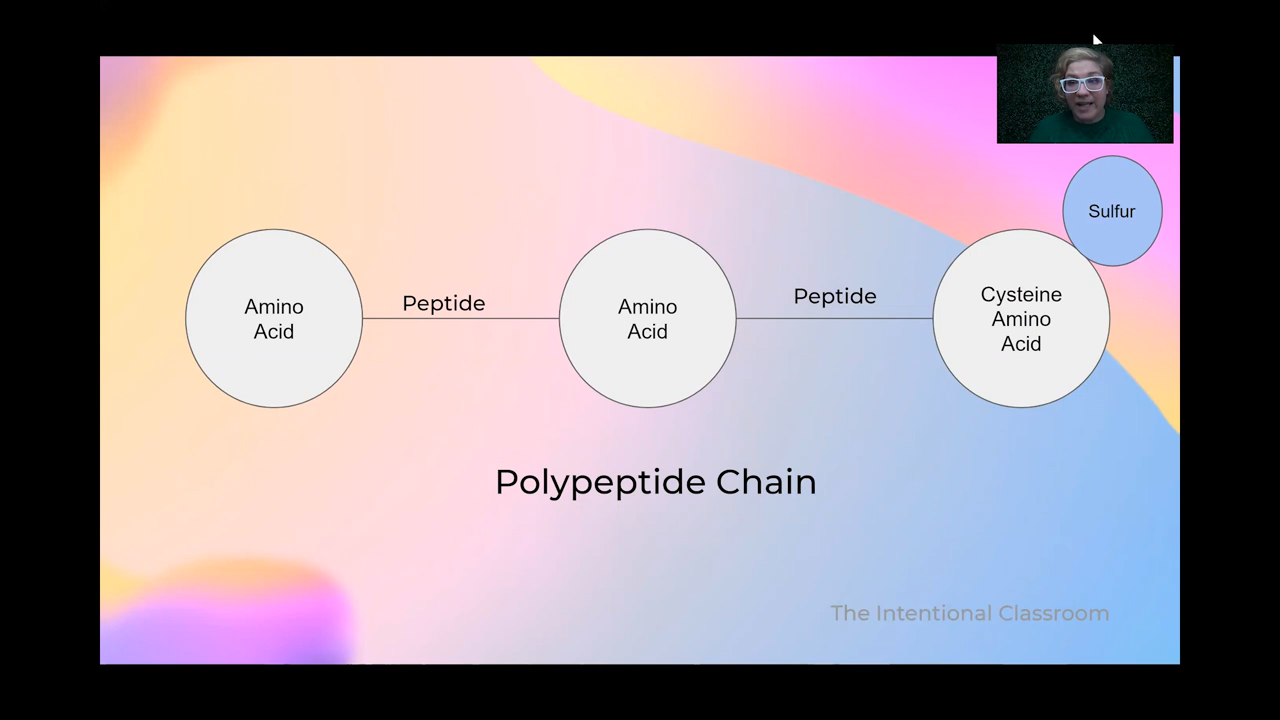 Sulfur
Amino
Acid
Peptide
Amino
Acid
Peptide
Cysteine
Amino
Acid
Polypeptide Chain
The Intentional Classroom